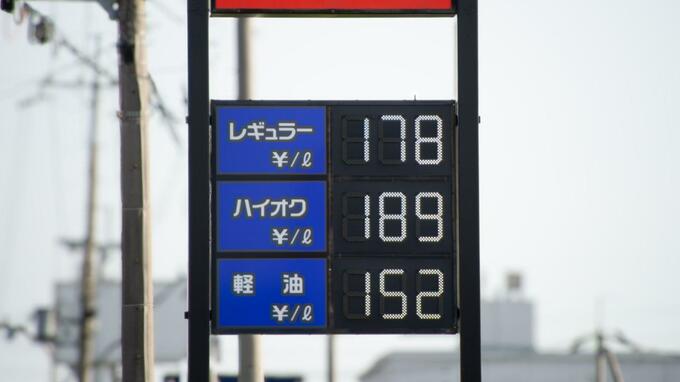 レギュラー ¥/ℓ 178
ハイオク ¥/ℓ 189
軽油 ¥/ℓ 152